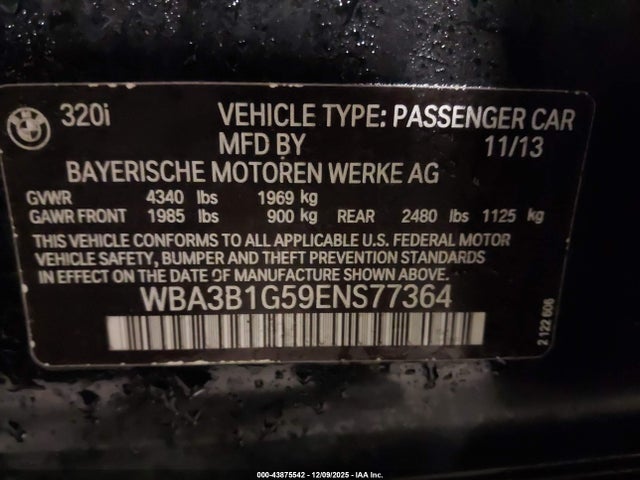 320i VEHICLE TYPE: PASSENGER CAR
MFD BY 11/13
BAYERISCHE MOTOREN WERKE AG
GVWR 4340 lbs 1969 kg
GAWR FRONT 1985 lbs 900 kg REAR 2480 lbs 1125 kg
THIS VEHICLE CONFORMS TO ALL APPLICABLE U.S. FEDERAL MOTOR
VEHICLE SAFETY, BUMPER AND THEFT PREVENTION STANDARDS
IN EFFECT ON THE DATE OF MANUFACTURE SHOWN ABOVE.
WBA3B1G59ENS77364
2 122 606
000-43875542 - 12/09/2025 - IAA Inc.